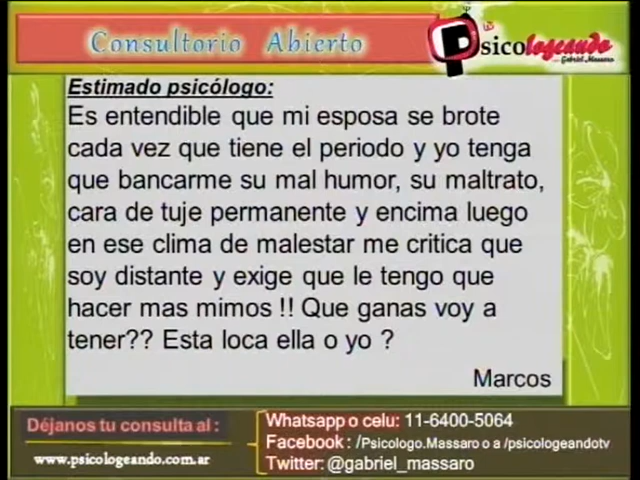 Consultorio Abierto
Psicologeando
Gabriel Massaro
Estimado psicólogo:
Es entendible que mi esposa se brote
cada vez que tiene el periodo y yo tenga
que bancarme su mal humor, su maltrato,
cara de tuje permanente y encima luego
en ese clima de malestar me critica que
soy distante y exige que le tengo que
hacer mas mimos !! Que ganas voy a
tener?? Esta loca ella o yo ?
Marcos
Déjanos tu consulta al :
www.psicologeando.com.ar
Whatsapp o celu: 11-6400-5064
Facebook : /Psicologo.Massaro o a /psicologeandotv
Twitter: @gabriel_massaro